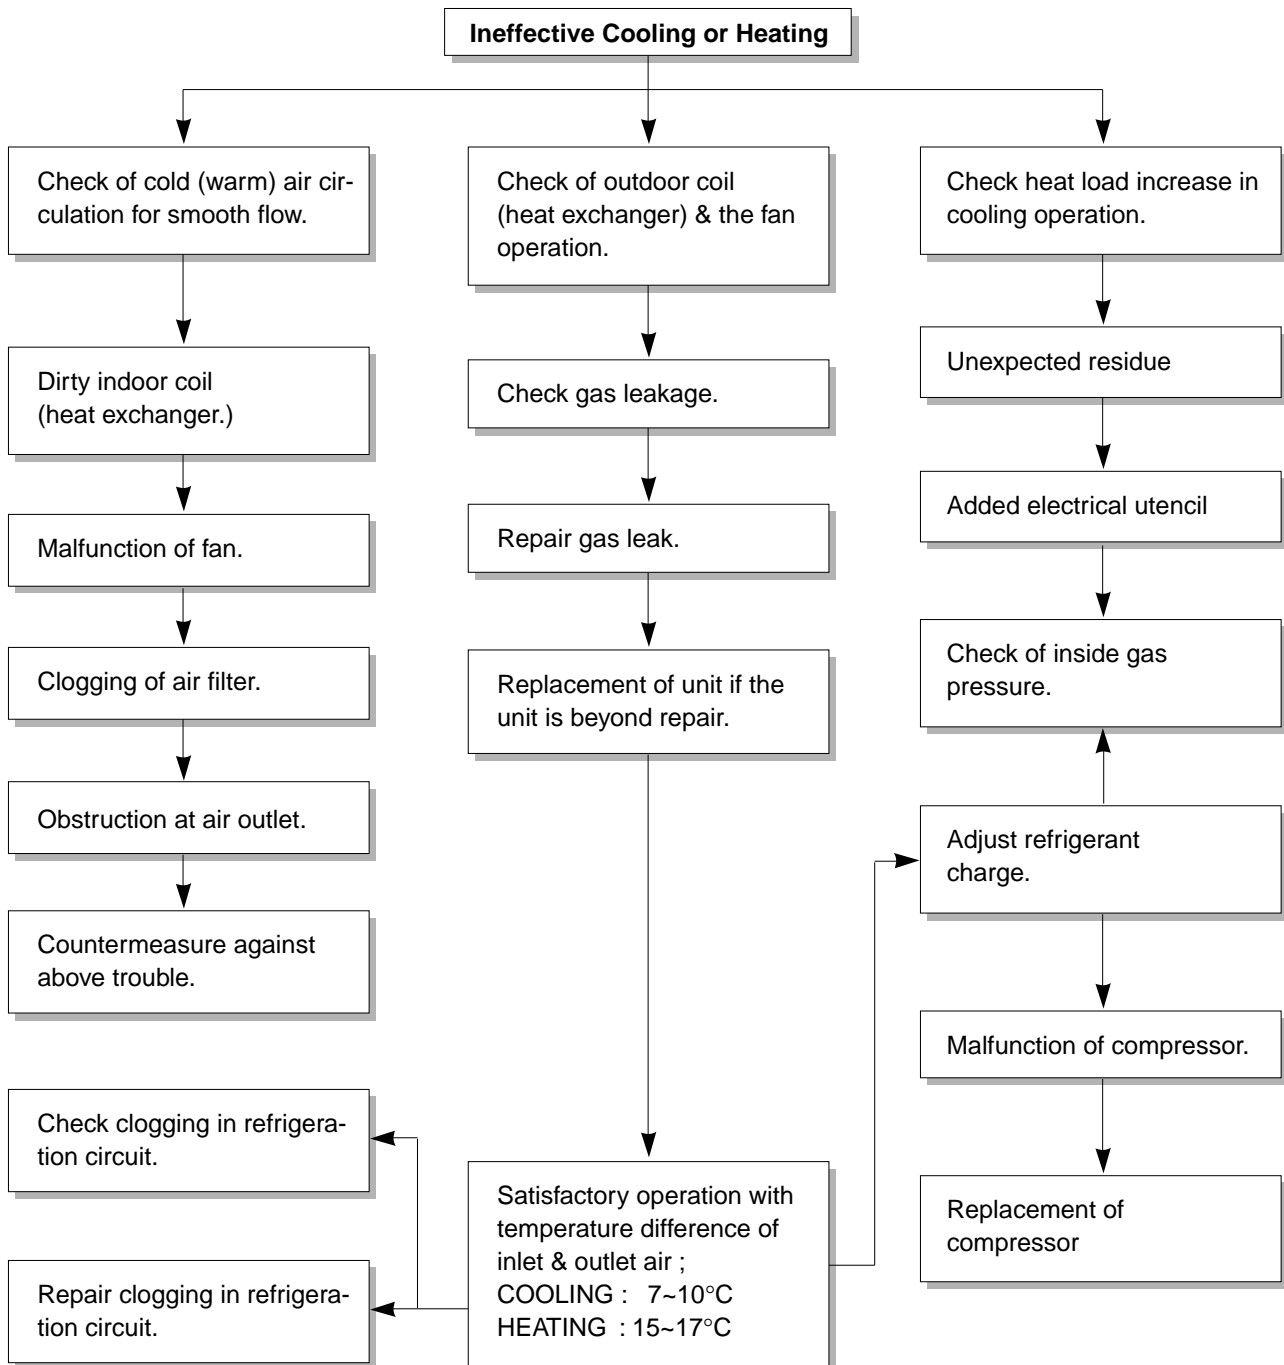 Ineffective Cooling or Heating
Check of cold (warm) air cir-
culation for smooth flow.
Dirty indoor coil
(heat exchanger.)
Malfunction of fan.
Clogging of air filter.
Obstruction at air outlet.
Countermeasure against
above trouble.
Check clogging in refrigera-
tion circuit.
Repair clogging in refrigera-
tion circuit.
Check of outdoor coil
(heat exchanger) & the fan
operation.
Check gas leakage.
Repair gas leak.
Replacement of unit if the
unit is beyond repair.
Satisfactory operation with
temperature difference of
inlet & outlet air ;
COOLING :   7~10°C
HEATING  : 15~17°C
Check heat load increase in
cooling operation.
Unexpected residue
Added electrical utencil
Check of inside gas
pressure.
Adjust refrigerant
charge.
Malfunction of compressor.
Replacement of
compressor